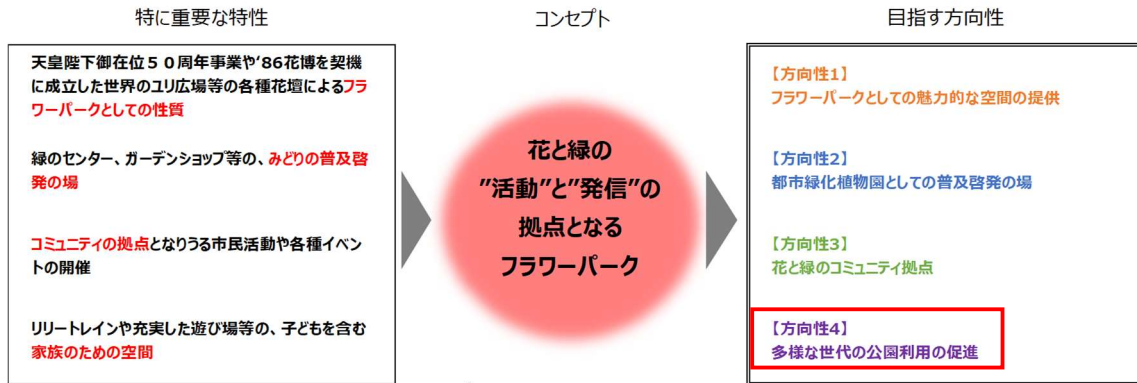 特に重要な特性
天皇陛下御在位５０周年事業や‘86花博を契機
に成立した世界のユリ広場等の各種花壇によるフラ
ワーパークとしての性質
緑のセンター、ガーデンショップ等の、みどりの普及啓
発の場
コミュニティの拠点となりうる市民活動や各種イベン
トの開催
リリートレインや充実した遊び場等の、子どもを含む
家族のための空間
コンセプト
花と緑の
”活動”と”発信”の
拠点となる
フラワーパーク
目指す方向性
【方向性1】
フラワーパークとしての魅力的な空間の提供
【方向性2】
都市緑化植物園としての普及啓発の場
【方向性3】
花と緑のコミュニティ拠点
【方向性4】
多様な世代の公園利用の促進